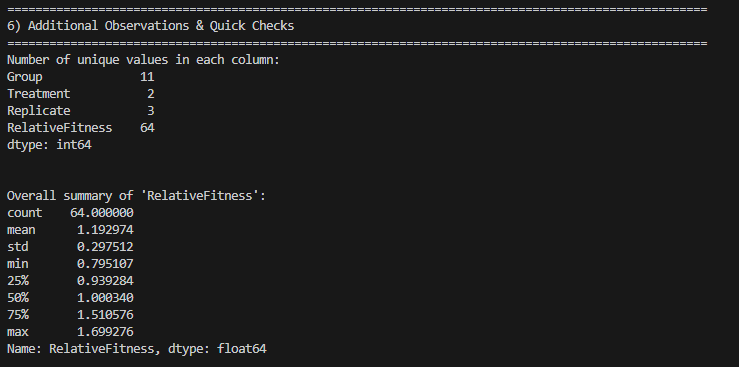 ====================================================================================================
6) Additional Observations & Quick Checks
====================================================================================================
Number of unique values in each column:
Group              11
Treatment           2
Replicate           3
RelativeFitness    64
dtype: int64
Overall summary of 'RelativeFitness':
count    64.000000
mean      1.192974
std       0.297512
min       0.795107
25%       0.939284
50%       1.000340
75%       1.510576
max       1.699276
Name: RelativeFitness, dtype: float64